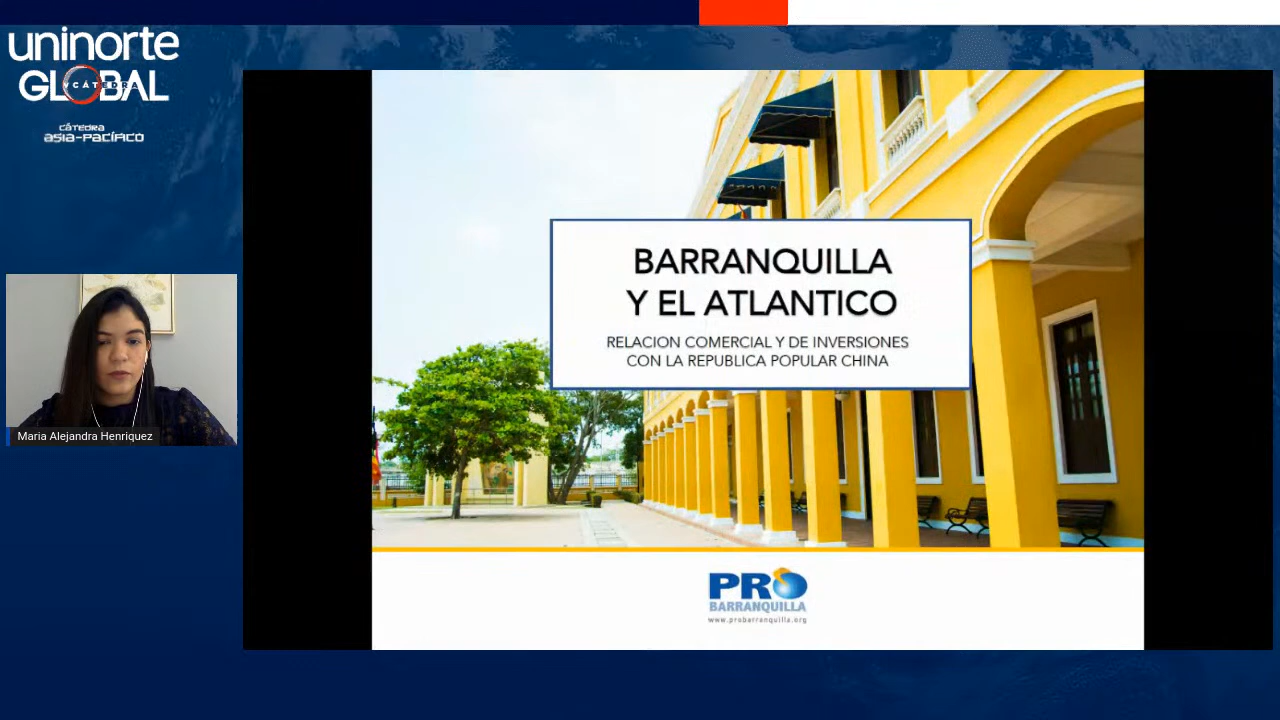 uninorte
GLOBAL
CÁTEDRA
ASIA-PACÍFICO
Maria Alejandra Henriquez
BARRANQUILLA
Y EL ATLANTICO
RELACION COMERCIAL Y DE INVERSIONES
CON LA REPUBLICA POPULAR CHINA
PRO
BARRANQUILLA
www.probarranquilla.org